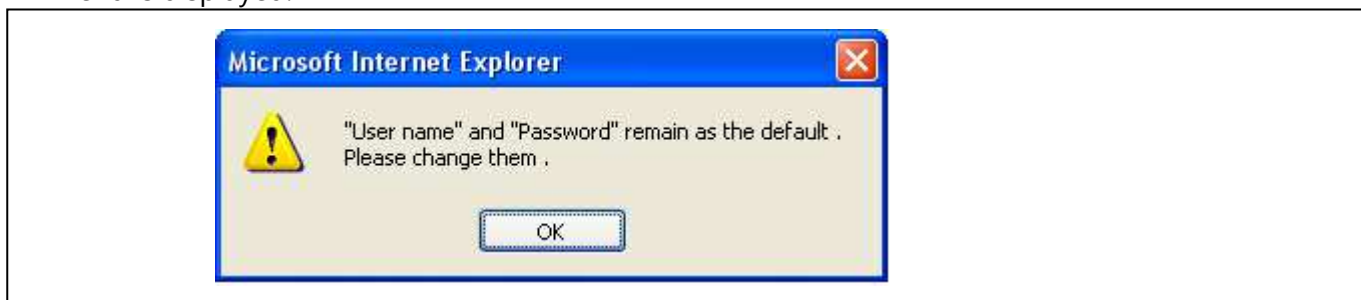 Microsoft Internet Explorer
"User name" and "Password" remain as the default .
Please change them .
OK